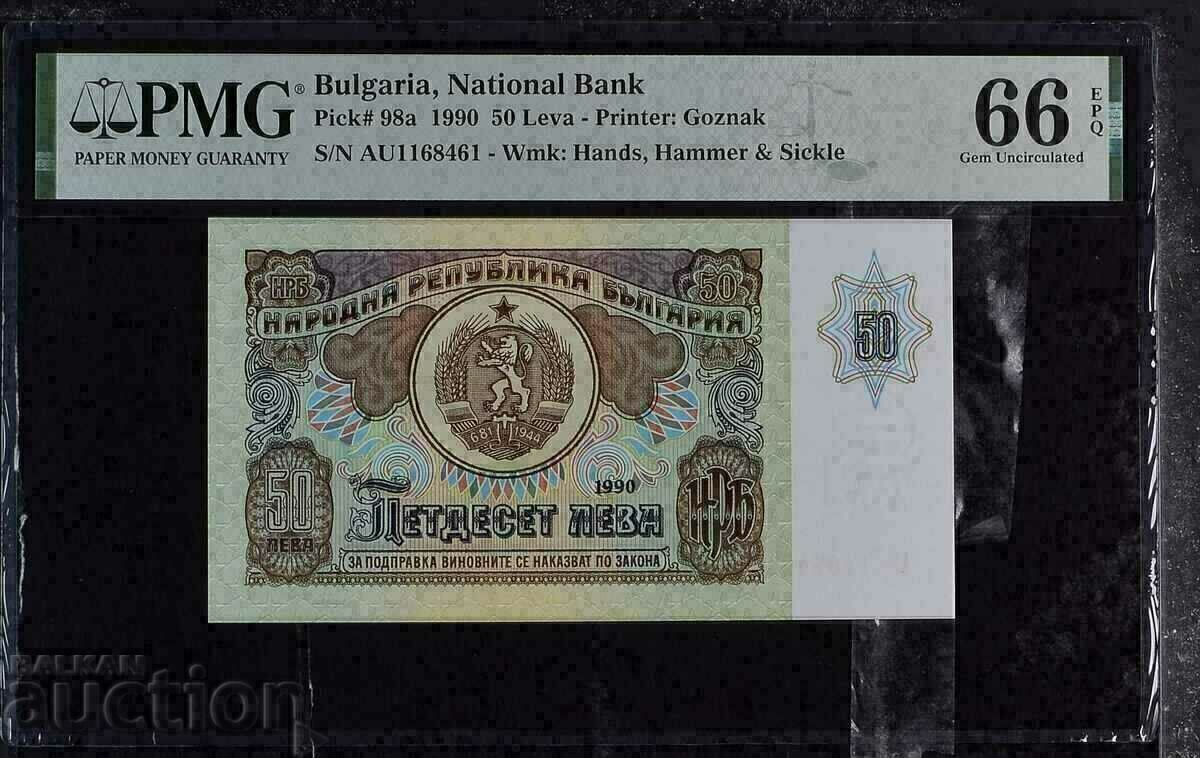 PMG®
PAPER MONEY GUARANTY
Bulgaria, National Bank
Pick# 98a 1990 50 Leva - Printer: Goznak
S/N AU1168461 - Wmk: Hands, Hammer & Sickle
66 EPQ
Gem Uncirculated
НРБ
50
НАРОДНА РЕПУБЛИКА БЪЛГАРИЯ
50
681 1944
1990
50
ЛЕВА
ПЕТДЕСЕТ ЛЕВА
НРБ
ЗА ПОДПРАВКА ВИНОВНИТЕ СЕ НАКАЗВАТ ПО ЗАКОНА
BALKAN
auction